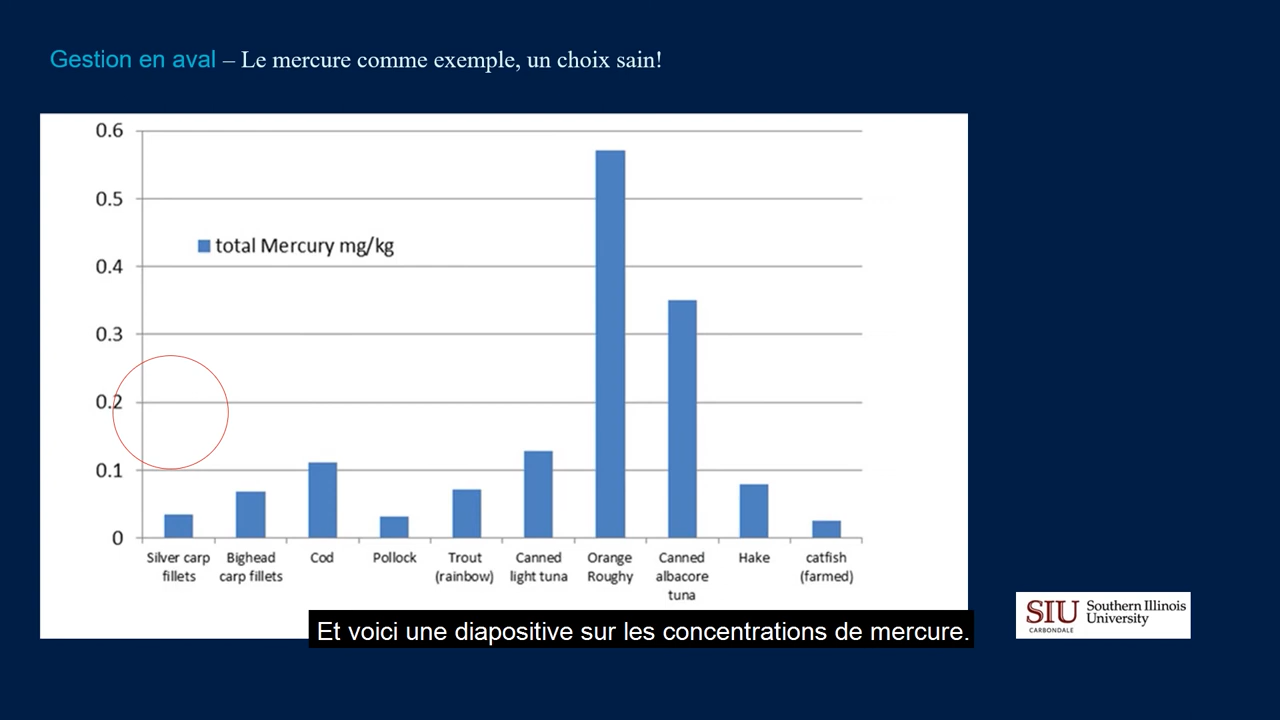 Gestion en aval – Le mercure comme exemple, un choix sain!
0.6
0.5
0.4
0.3
0.2
0.1
0
total Mercury mg/kg
Silver carp
fillets
Bighead
carp fillets
Cod
Pollock
Trout
(rainbow)
Canned
light tuna
Orange
Roughy
Canned
albacore
tuna
Hake
catfish
(farmed)
Et voici une diapositive sur les concentrations de mercure.
SIU
CARBONDALE
Southern Illinois
University